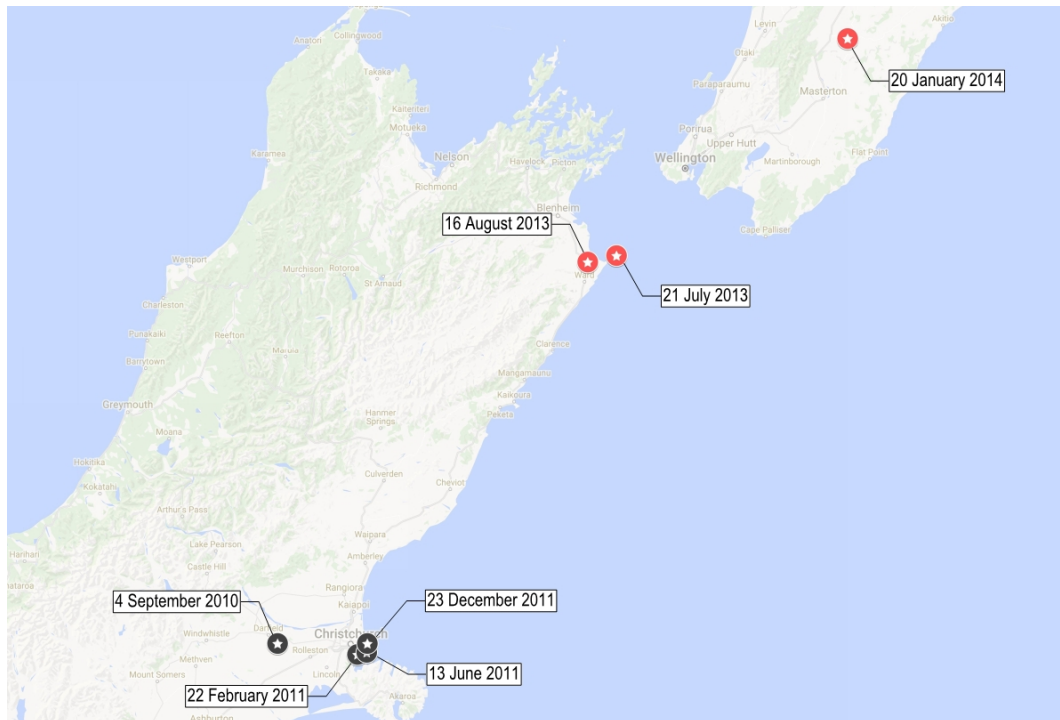 Akitio
Levin
Anatori
Collingwood
20 January 2014
Otaki
Takaka
Paraparaumu
Masterton
Kaiteriteri
Motueka
Porirua
Upper Hutt
Karamea
Nelson
Havelock
Picton
Wellington
Martinborough
Flat Point
Richmond
Blenheim
16 August 2013
Cape Palliser
Westport
Murchison
Rotoroa
St Arnaud
Ward
21 July 2013
Charleston
Punakaiki
Reefton
Maruia
Clarence
Barrytown
Mangamaunu
Kaikoura
Greymouth
Hanmer
Springs
Peketa
Moana
Hokitika
Culverden
Cheviot
Kokatahi
Arthur's Pass
Waipara
Lake Pearson
Amberley
Harihari
Castle Hill
Rangiora
4 September 2010
Kaiapoi
23 December 2011
Windwhistle
Christchurch
Rolleston
Methven
Mount Somers
Lincoln
13 June 2011
22 February 2011
Akaroa
Ashburton